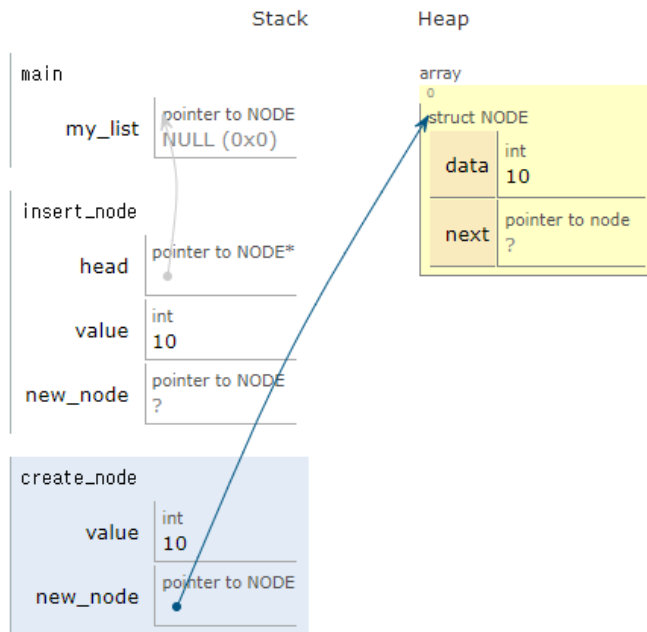 Stack Heap
main
my_list
pointer to NODE
NULL (0x0)
array
0
struct NODE
data
int
10
next
pointer to node
?
insert_node
head
pointer to NODE*
value
int
10
new_node
pointer to NODE
?
create_node
value
int
10
new_node
pointer to NODE